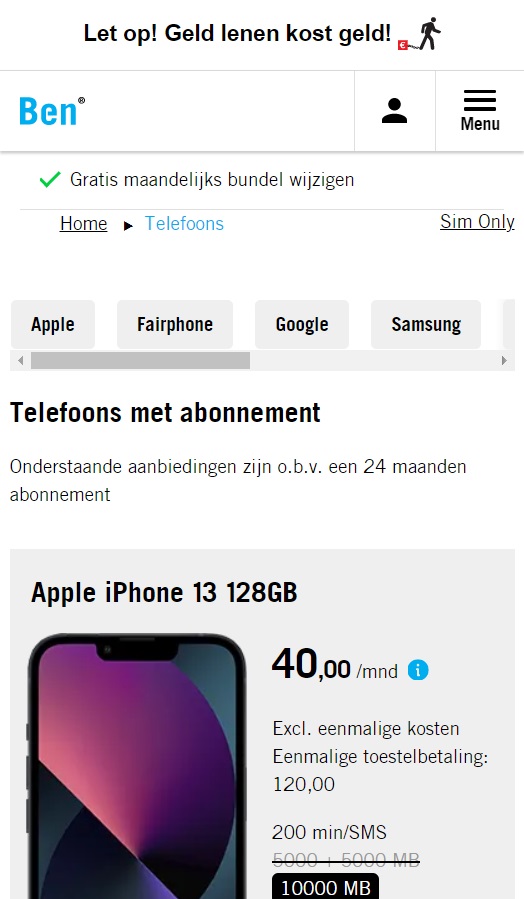 Let op! Geld lenen kost geld!
€
Ben®
Menu
Gratis maandelijks bundel wijzigen
Home ► Telefoons
Sim Only
Apple
Fairphone
Google
Samsung
Telefoons met abonnement
Onderstaande aanbiedingen zijn o.b.v. een 24 maanden
abonnement
Apple iPhone 13 128GB
40,00 /mnd i
Excl. eenmalige kosten
Eenmalige toestelbetaling:
120,00
200 min/SMS
5000 + 5000 MB
10000 MB